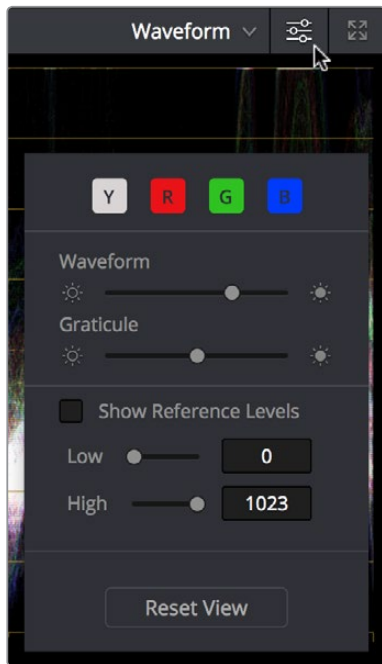 Waveform
Y R G B
Waveform
Graticule
Show Reference Levels
Low 0
High 1023
Reset View